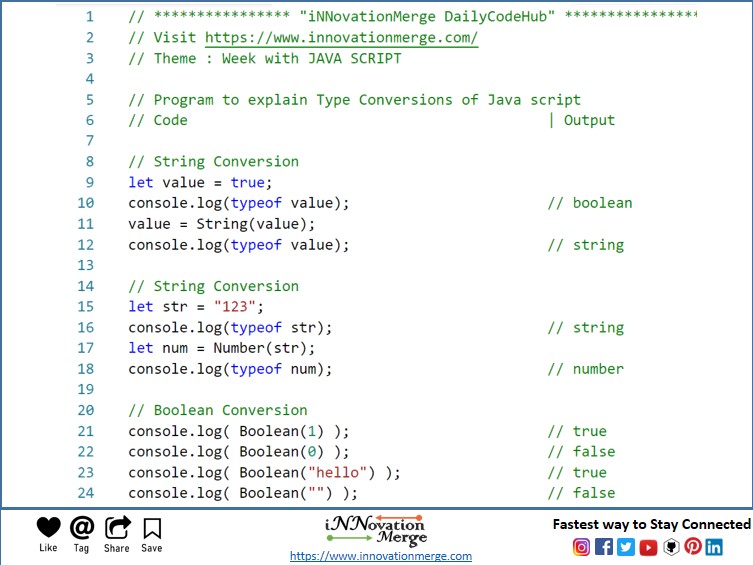 1 // **************** "iNNovationMerge DailyCodeHub" ****************
2 // Visit https://www.innovationmerge.com/
3 // Theme : Week with JAVA SCRIPT
4
5 // Program to explain Type Conversions of Java script
6 // Code | Output
7
8 // String Conversion
9 let value = true;
10 console.log(typeof value); // boolean
11 value = String(value);
12 console.log(typeof value); // string
13
14 // String Conversion
15 let str = "123";
16 console.log(typeof str); // string
17 let num = Number(str);
18 console.log(typeof num); // number
19
20 // Boolean Conversion
21 console.log( Boolean(1) ); // true
22 console.log( Boolean(0) ); // false
23 console.log( Boolean("hello") ); // true
24 console.log( Boolean("") ); // false
Like Tag Share Save
iNNovation
Merge
https://www.innovationmerge.com
Fastest way to Stay Connected